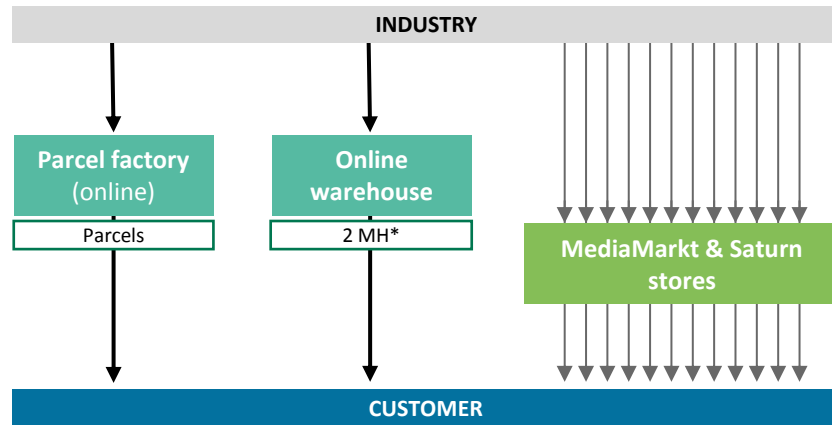 INDUSTRY
Parcel factory
(online)
Parcels
Online
warehouse
2 MH*
MediaMarkt & Saturn
stores
CUSTOMER